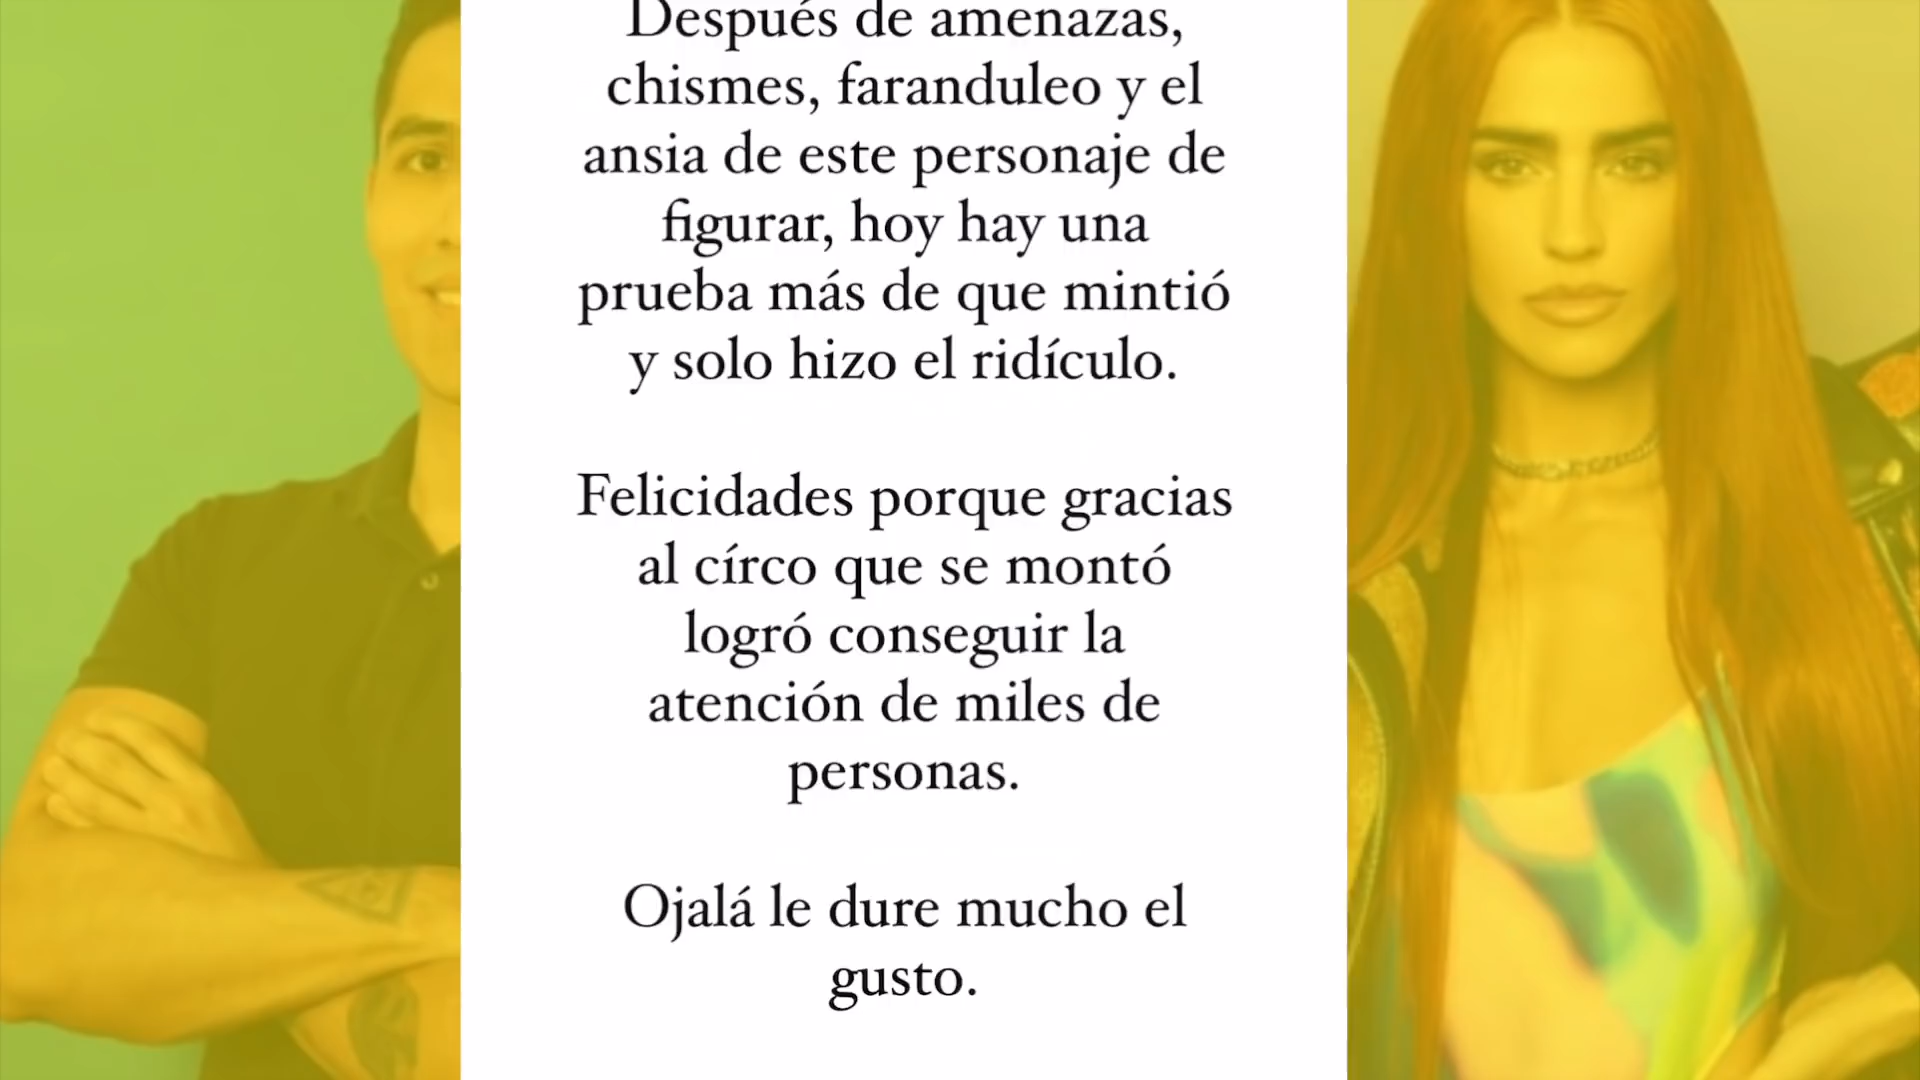 Después de amenazas,
chismes, faranduleo y el
ansia de este personaje de
figurar, hoy hay una
prueba más de que mintió
y solo hizo el ridículo.
Felicidades porque gracias
al círco que se montó
logró conseguir la
atención de miles de
personas.
Ojalá le dure mucho el
gusto.